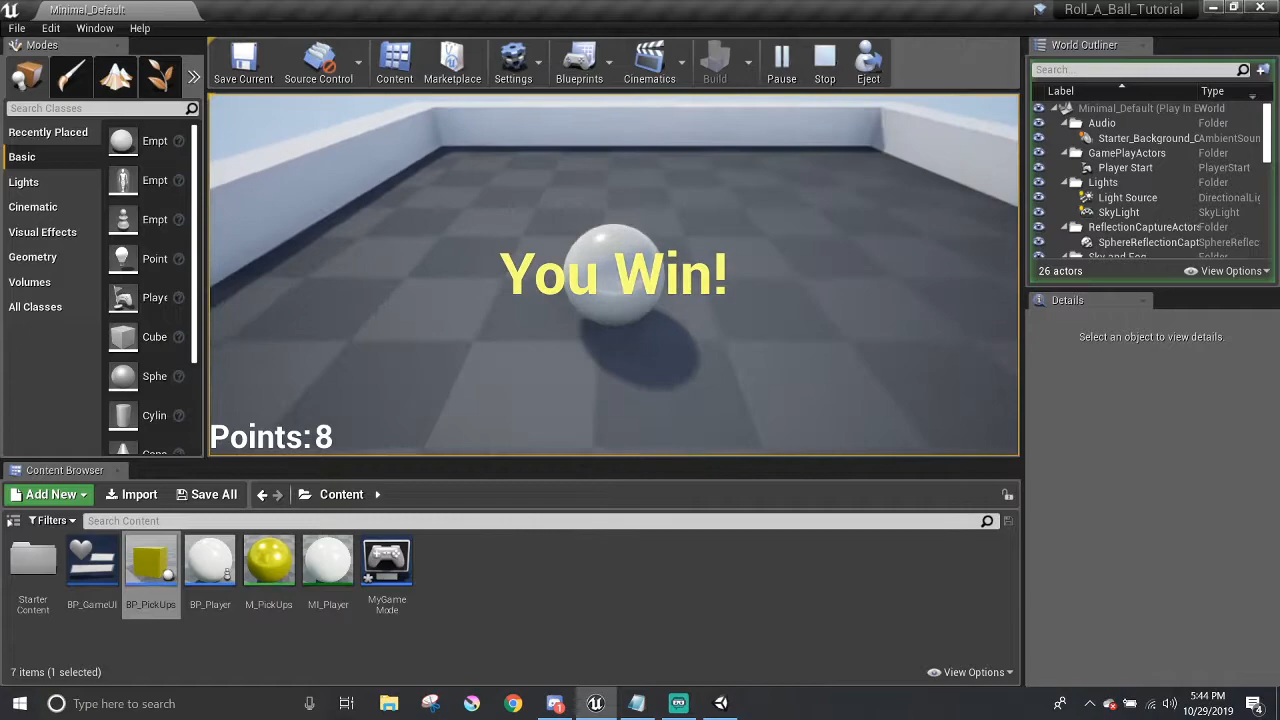 Minimal_Default
Roll_A_Ball_Tutorial
File Edit Window Help
Modes
Search Classes
Recently Placed
Basic
Lights
Cinematic
Visual Effects
Geometry
Volumes
All Classes
Empt
Empt
Empt
Point
Playe
Cube
Sphe
Cylin
Save Current
Source Control
Content
Marketplace
Settings
Blueprints
Cinematics
Build
Pause
Stop
Eject
You Win!
Points: 8
World Outliner
Search...
Label Type
Minimal_Default (Play In E World
Audio Folder
Starter_Background_C AmbientSoun
GamePlayActors Folder
Player Start PlayerStart
Lights Folder
Light Source DirectionalLi
SkyLight SkyLight
ReflectionCaptureActors Folder
SphereReflectionCapt SphereReflec
Sky and Fog Folder
26 actors View Options
Details
Select an object to view details.
Content Browser
Add New Import Save All Content
Filters Search Content
Starter
Content
BP_GameUI
BP_PickUps
BP_Player
M_PickUps
MI_Player
MyGame
Mode
7 items (1 selected) View Options
Type here to search
5:44 PM
10/29/2019
4